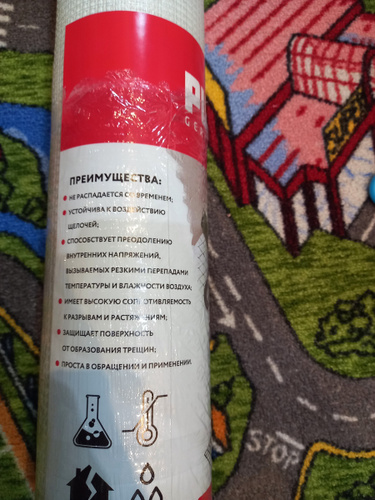 ПРЕИМУЩЕСТВА:
• НЕ РАСПАДАЕТСЯ СО ВРЕМЕНЕМ;
• УСТОЙЧИВА К ВОЗДЕЙСТВИЮ
ЩЕЛОЧЕЙ;
• СПОСОБСТВУЕТ ПРЕОДОЛЕНИЮ
ВНУТРЕННИХ НАПРЯЖЕНИЙ,
ВЫЗЫВАЕМЫХ РЕЗКИМИ ПЕРЕПАДАМИ
ТЕМПЕРАТУРЫ И ВЛАЖНОСТИ ВОЗДУХА;
• ИМЕЕТ ВЫСОКУЮ СОПРОТИВЛЯЕМОСТЬ
К РАЗРЫВАМ И РАСТЯЖЕНИЯМ;
• ЗАЩИЩАЕТ ПОВЕРХНОСТЬ
ОТ ОБРАЗОВАНИЯ ТРЕЩИН;
• ПРОСТА В ОБРАЩЕНИИ И ПРИМЕНЕНИИ.
STOP